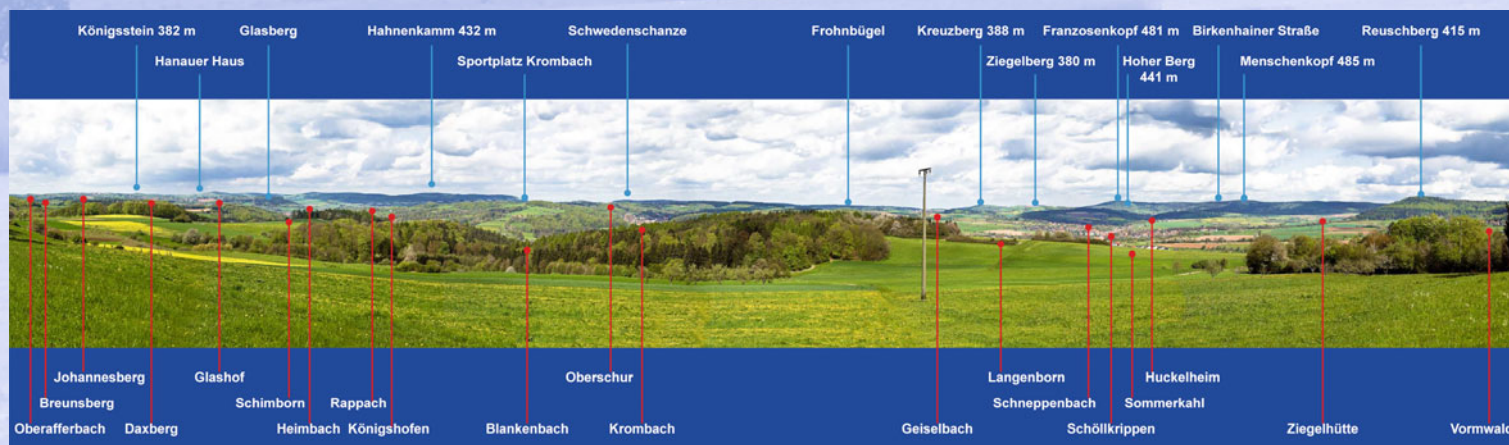 Königsstein 382 m Glasberg Hahnenkamm 432 m Schwedenschanze Frohnbügel Kreuzberg 388 m Franzosenkopf 481 m Birkenhainer Straße Reuschberg 415 m
Hanauer Haus Sportplatz Krombach Ziegelberg 380 m Hoher Berg Menschenkopf 485 m
441 m
Johannesberg Glashof Oberschur Langenborn Huckelheim
Breunsberg Schimborn Rappach Schneppenbach Sommerkahl
Oberafferbach Daxberg Heimbach Königshofen Blankenbach Krombach Geiselbach Schöllkrippen Ziegelhütte Vormwald